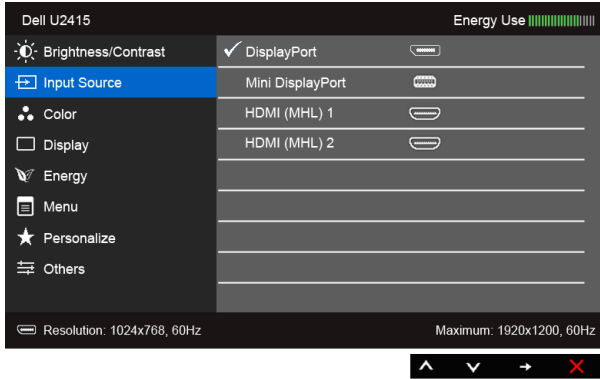 Dell U2415 Energy Use
Brightness/Contrast DisplayPort
Input Source Mini DisplayPort
Color HDMI (MHL) 1
Display HDMI (MHL) 2
Energy
Menu
Personalize
Others
Resolution: 1024x768, 60Hz Maximum: 1920x1200, 60Hz